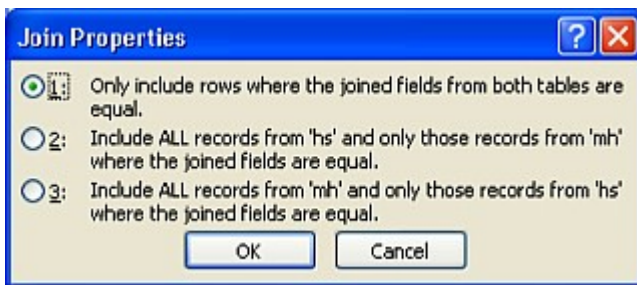 Join Properties
1: Only include rows where the joined fields from both tables are
equal.
2: Include ALL records from 'hs' and only those records from 'mh'
where the joined fields are equal.
3: Include ALL records from 'mh' and only those records from 'hs'
where the joined fields are equal.
OK Cancel